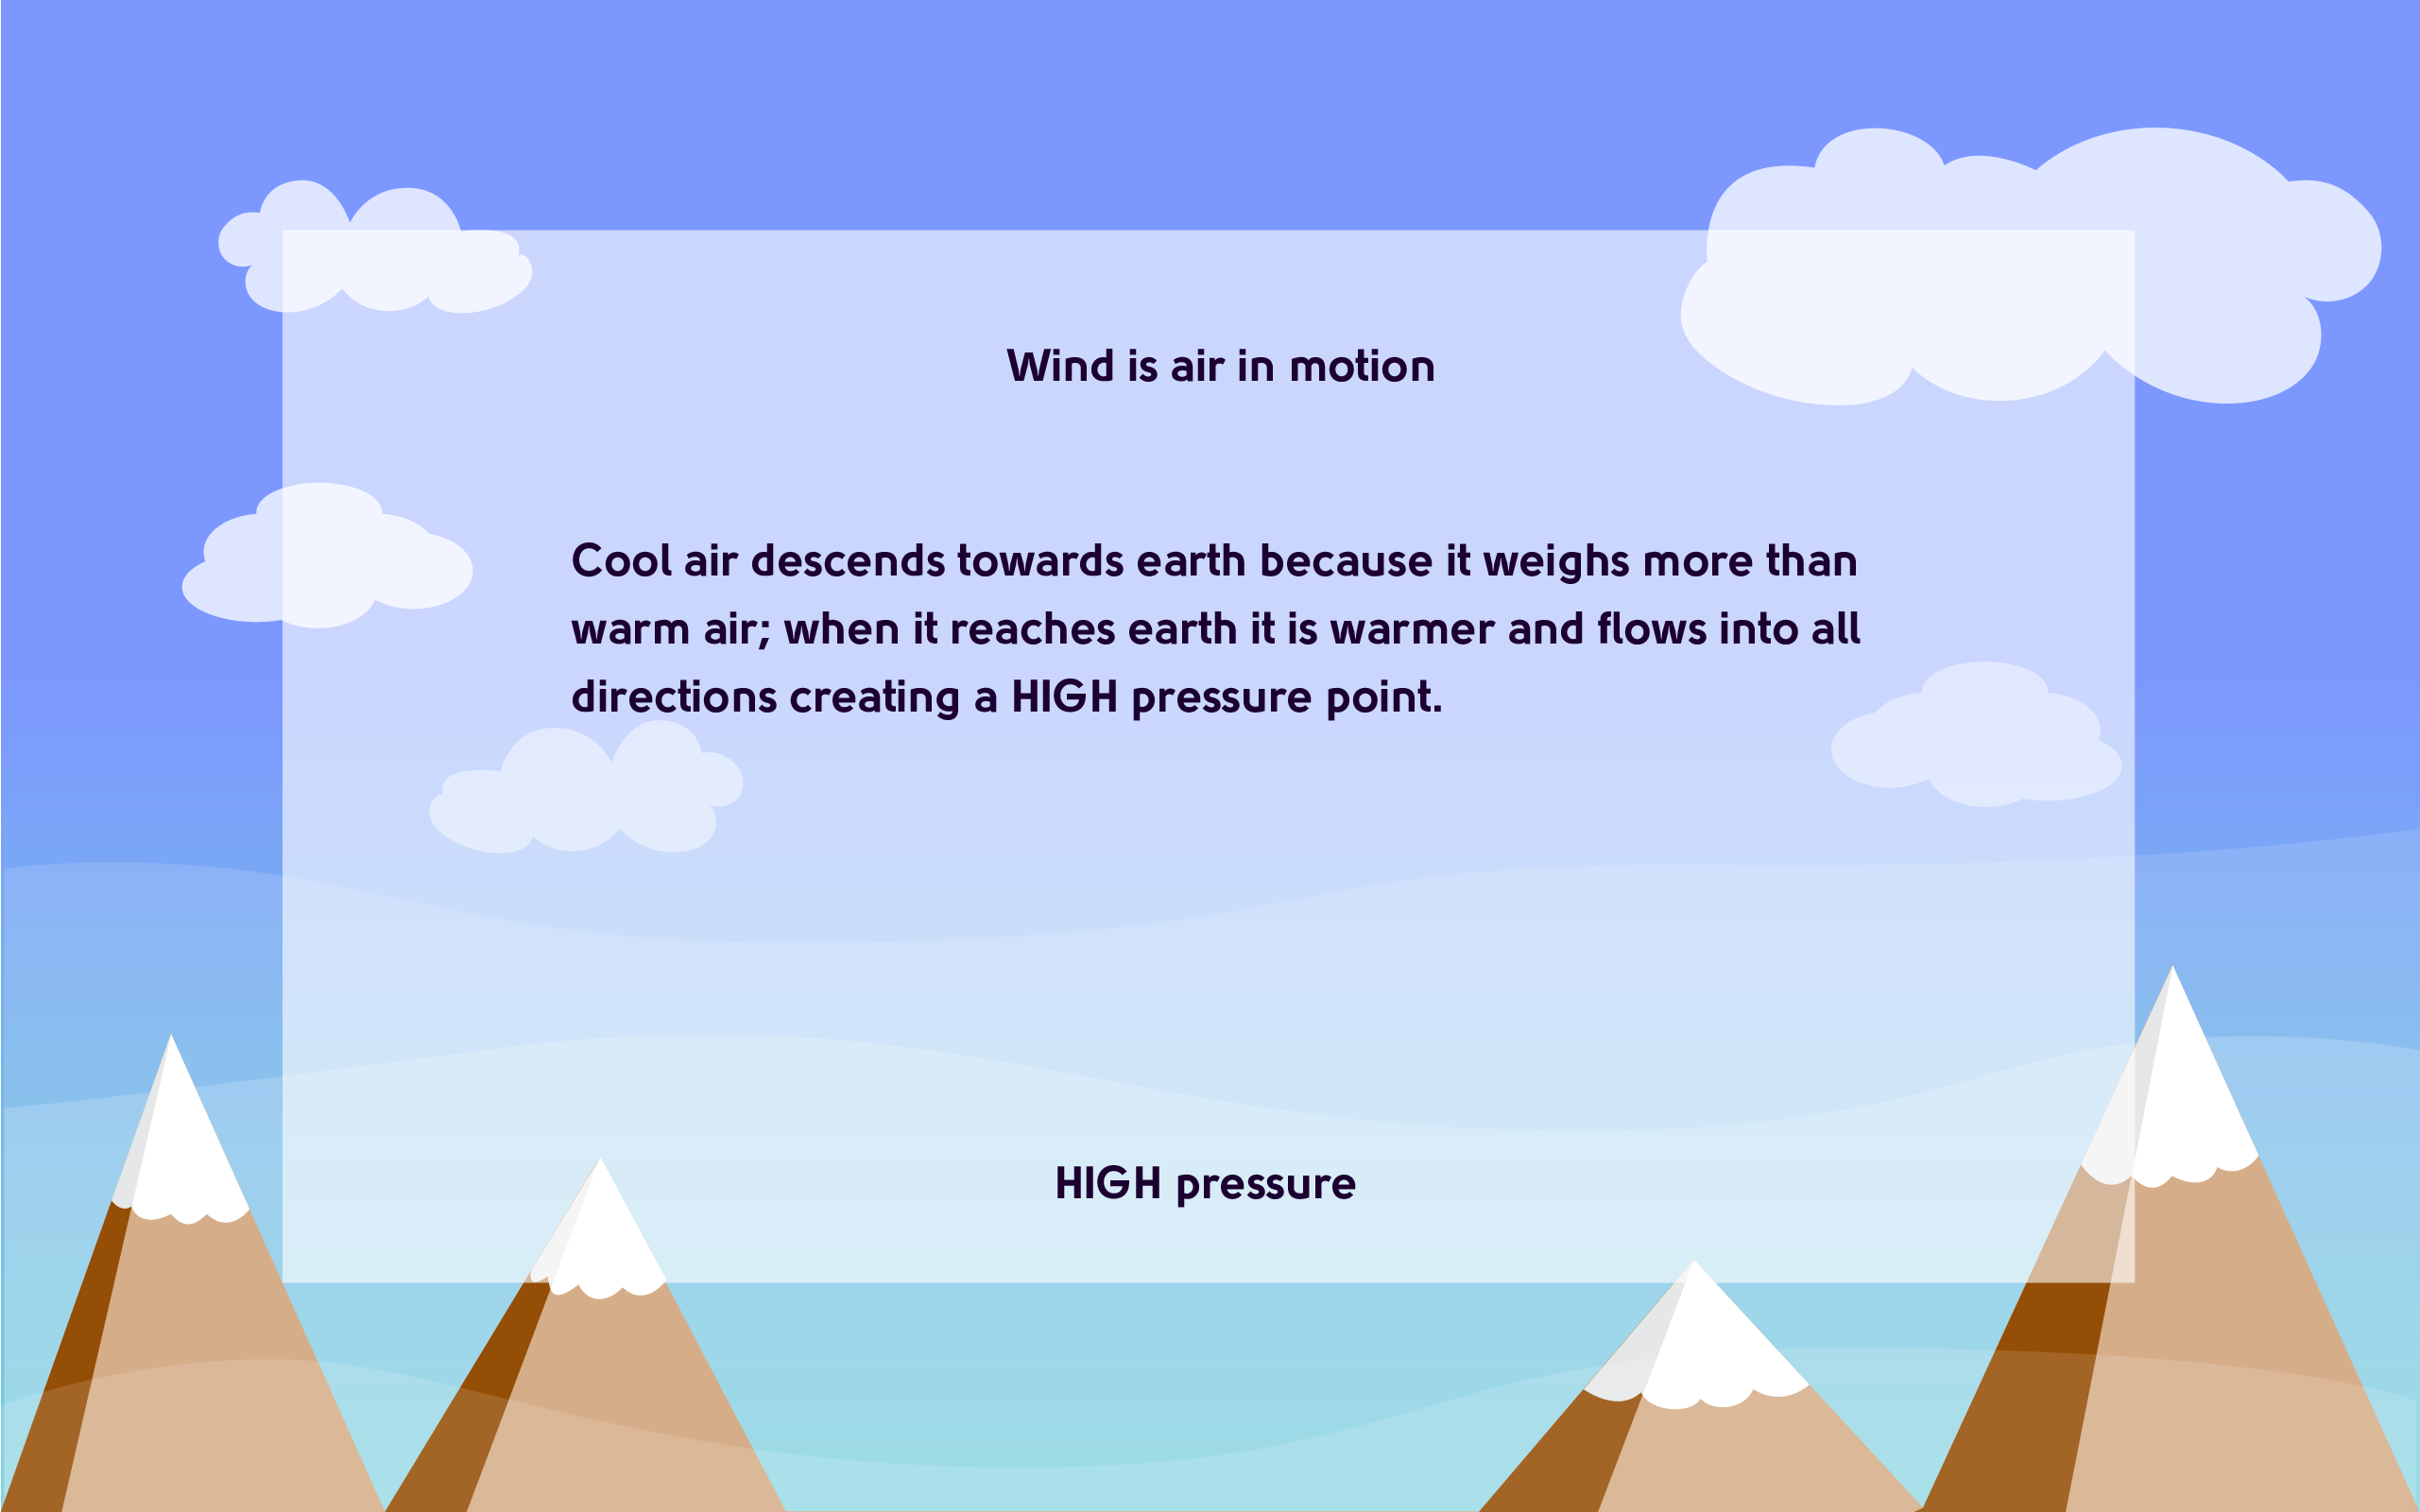 Wind is air in motion
Cool air descends towards earth because it weighs more than
warm air; when it reaches earth it is warmer and flows into all
directions creating a HIGH pressure point.
HIGH pressure